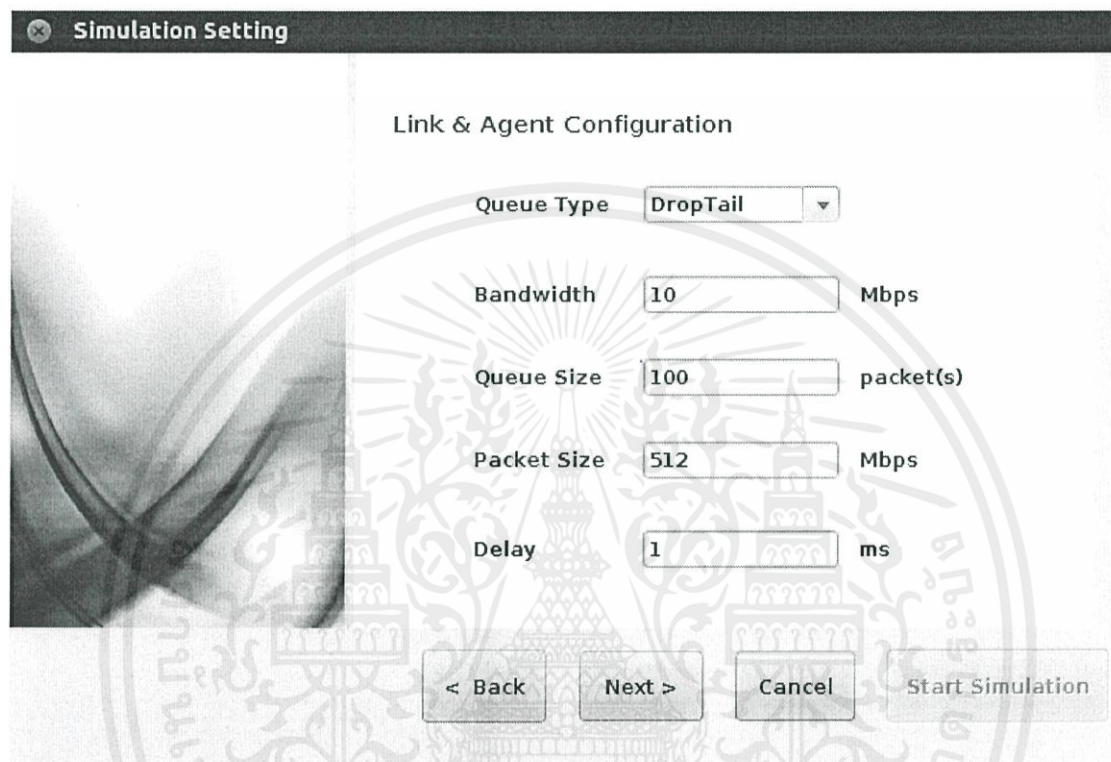 Simulation Setting
Link & Agent Configuration
Queue Type DropTail
Bandwidth 10 Mbps
Queue Size 100 packet(s)
Packet Size 512 Mbps
Delay 1 ms
< Back Next > Cancel Start Simulation